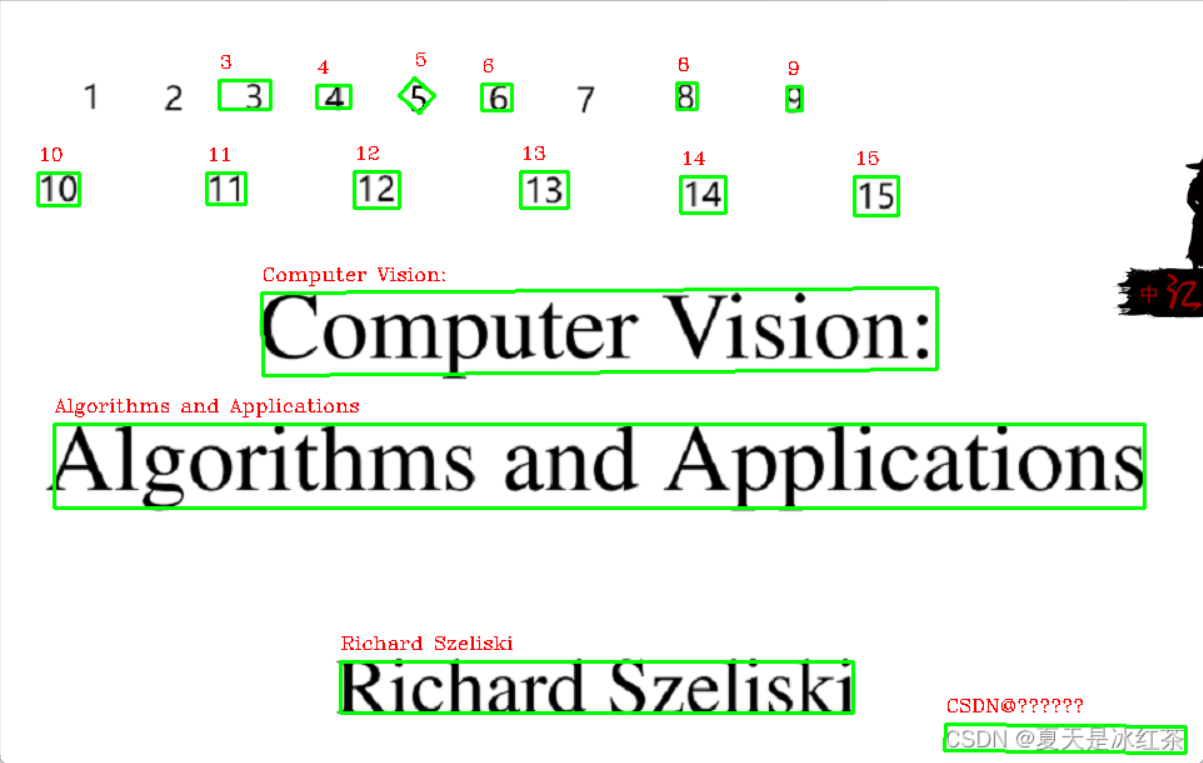 3 4 5 6 8 9
1 2 3 4 5 6 7 8 9
10 11 12 13 14 15
10 11 12 13 14 15
Computer Vision:
Computer Vision:
Algorithms and Applications
Algorithms and Applications
Richard Szeliski
Richard Szeliski
CSDN@??????
CSDN @夏天是冰红茶
中记